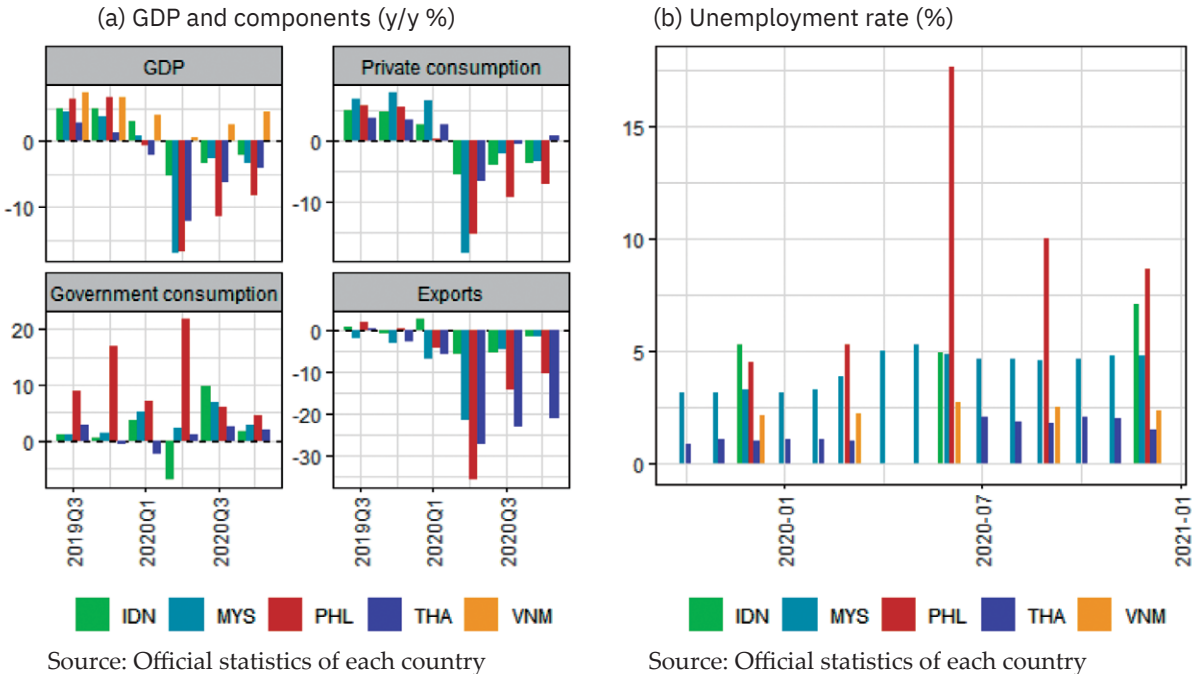 (a) GDP and components (y/y %)
GDP
Private consumption
0
-10
0
-10
Government consumption
Exports
20
10
0
0
-10
-20
-30
2019Q3
2020Q1
2020Q3
2019Q3
2020Q1
2020Q3
IDN MYS PHL THA VNM
Source: Official statistics of each country
(b) Unemployment rate (%)
15
10
5
0
2020-01
2020-07
2021-01
IDN MYS PHL THA VNM
Source: Official statistics of each country